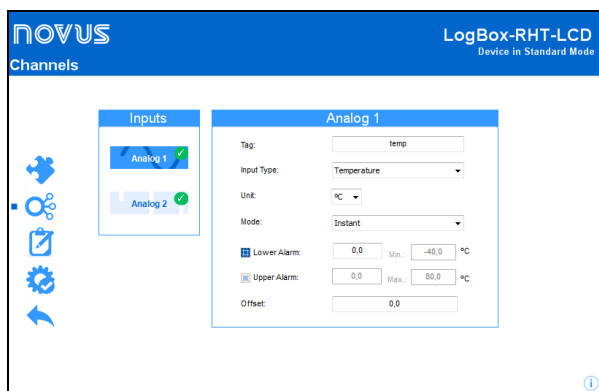 NOVUS
LogBox-RHT-LCD
Device in Standard Mode
Channels
Inputs
Analog 1
Analog 2
Analog 1
Tag: temp
Input Type: Temperature
Unit: ºC
Mode: Instant
Lower Alarm: 0,0 Min.: -40,0 ºC
Upper Alarm: 0,0 Max.: 80,0 ºC
Offset: 0,0